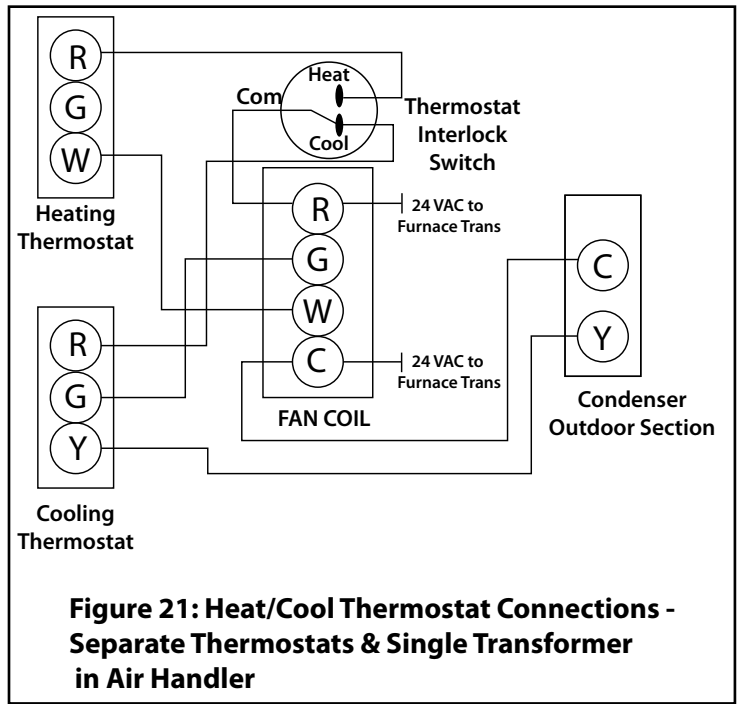 R
G
W
Heating
Thermostat
Heat
Com
Cool
Thermostat
Interlock
Switch
R
G
W
C
24 VAC to
Furnace Trans
24 VAC to
Furnace Trans
FAN COIL
C
Y
Condenser
Outdoor Section
R
G
Y
Cooling
Thermostat
Figure 21: Heat/Cool Thermostat Connections -
Separate Thermostats & Single Transformer
in Air Handler